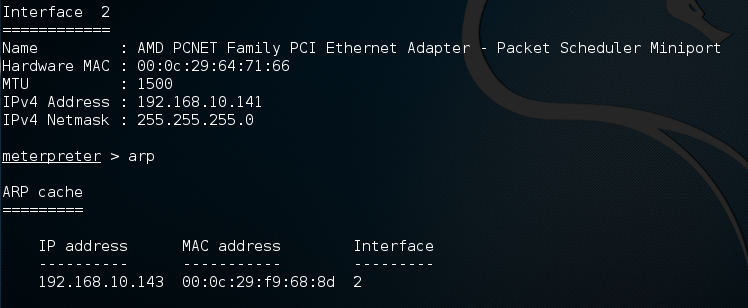 Interface  2
============
Name         : AMD PCNET Family PCI Ethernet Adapter - Packet Scheduler Miniport
Hardware MAC : 00:0c:29:64:71:66
MTU          : 1500
IPv4 Address : 192.168.10.141
IPv4 Netmask : 255.255.255.0
meterpreter > arp
ARP cache
=========
    IP address      MAC address        Interface
    ----------      -----------        ---------
    192.168.10.143  00:0c:29:f9:68:8d  2